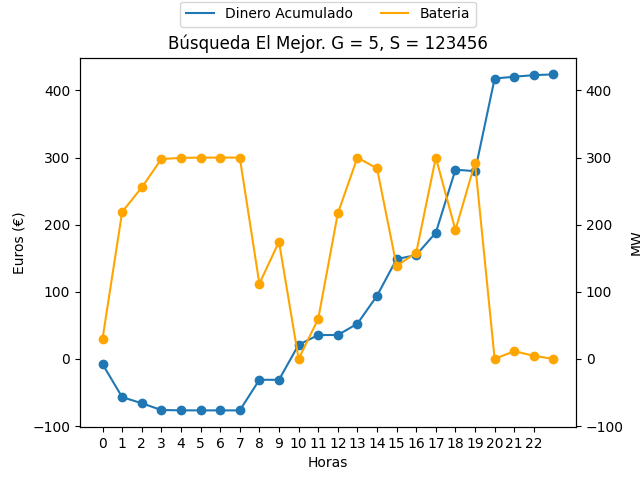 Dinero Acumulado Bateria
Búsqueda El Mejor. G = 5, S = 123456
400 400
300 300
200 200
100 100
0 0
−100 −100
Euros (€)
MW
0 1 2 3 4 5 6 7 8 9 10 11 12 13 14 15 16 17 18 19 20 21 22
Horas